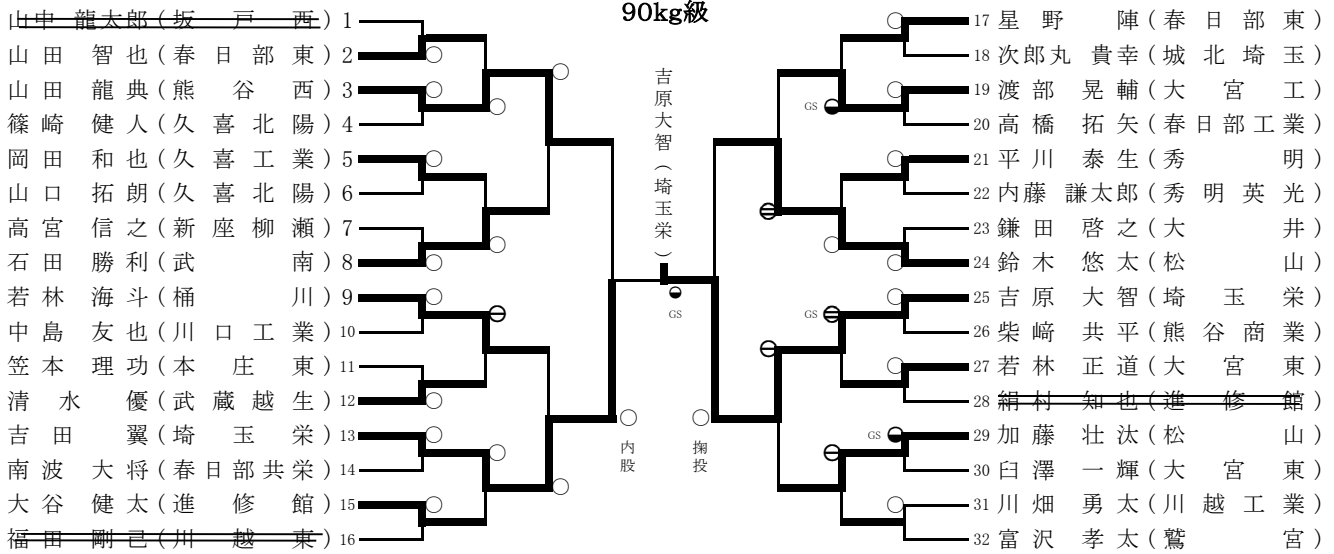 90kg級
山中 龍太郎 ( 坂戸西 ) 1
山田 智也 ( 春日部東 ) 2
山田 龍典 ( 熊谷西 ) 3
篠崎 健人 ( 久喜北陽 ) 4
岡田 和也 ( 久喜工業 ) 5
山口 拓朗 ( 久喜北陽 ) 6
高宮 信之 ( 新座柳瀬 ) 7
石田 勝利 ( 武南 ) 8
若林 海斗 ( 桶川 ) 9
中島 友也 ( 川口工業 ) 10
笠本 理功 ( 本庄東 ) 11
清水 優 ( 武蔵越生 ) 12
吉田 翼 ( 埼玉栄 ) 13
南波 大将 ( 春日部共栄 ) 14
大谷 健太 ( 進修館 ) 15
福田 剛己 ( 川越東 ) 16
吉原大智（埼玉栄）
GS
内股
掬投
17 星野 陣 ( 春日部東 )
18 次郎丸 貴幸 ( 城北埼玉 )
19 渡部 晃輔 ( 大宮工 )
GS
20 高橋 拓矢 ( 春日部工業 )
21 平川 泰生 ( 秀明 )
22 内藤 謙太郎 ( 秀明英光 )
23 鎌田 啓之 ( 大井 )
24 鈴木 悠太 ( 松山 )
25 吉原 大智 ( 埼玉栄 )
GS
26 柴崎 共平 ( 熊谷商業 )
27 若林 正道 ( 大宮東 )
28 絹村 知也 ( 進修館 )
GS
29 加藤 壮汰 ( 松山 )
30 臼澤 一輝 ( 大宮東 )
31 川畑 勇太 ( 川越工業 )
32 富沢 孝太 ( 鷲宮 )